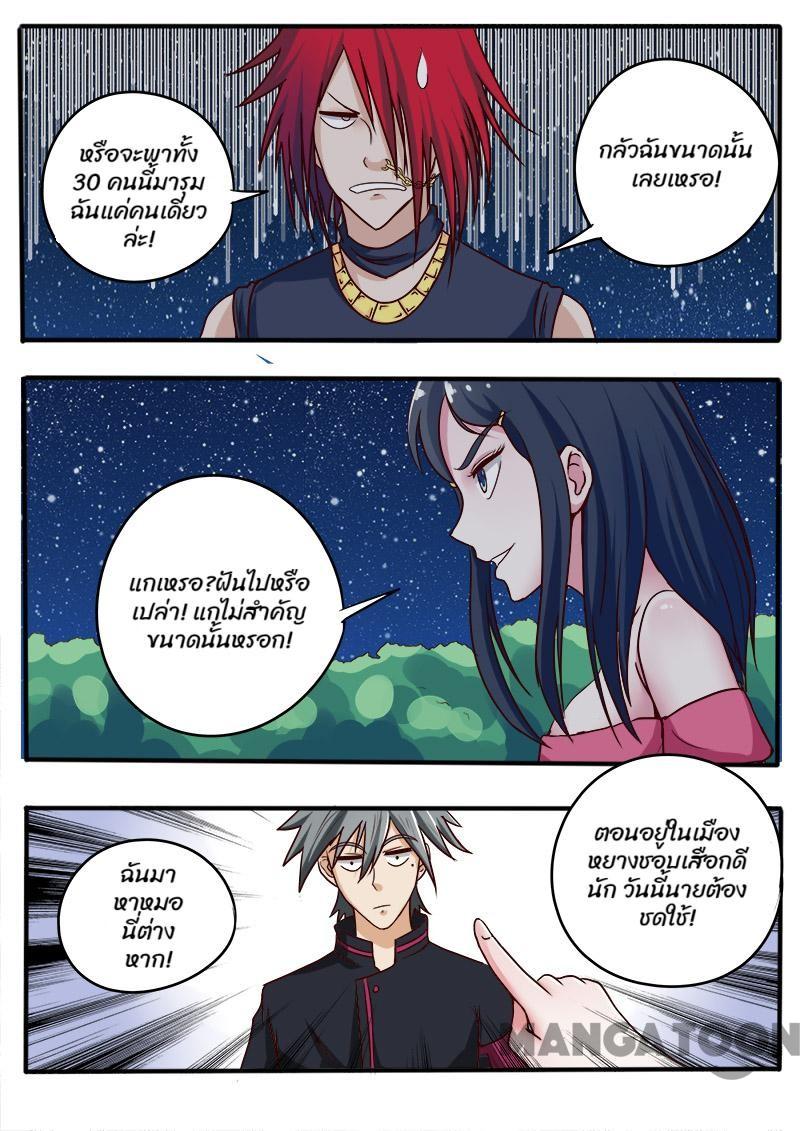 หรือจะพาทั้ง
30 คนนี้มารุม
ฉันแค่คนเดียว
ล่ะ!
กลัวฉันขนาดนั้น
เลยเหรอ!
แกเหรอ?ฝันไปหรือ
เปล่า! แกไม่สำคัญ
ขนาดนั้นหรอก!
ฉันมา
หาหมอ
นี่ต่าง
หาก!
ตอนอยู่ในเมือง
หยางชอบเสือกดี
นัก วันนี้นายต้อง
ชดใช้!
MANGATOON